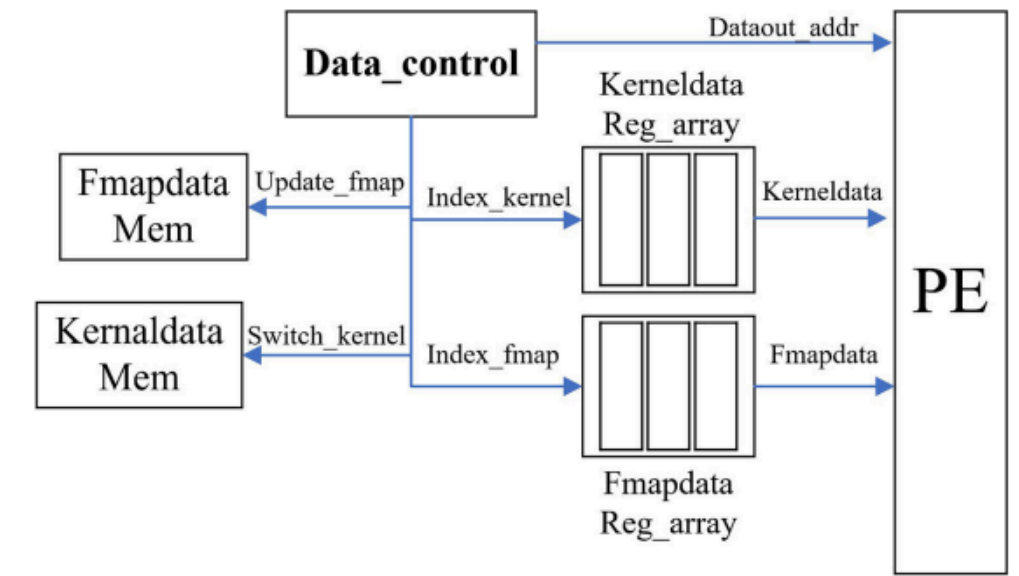 Dataout_addr
Data_control
Kerneldata
Reg_array
Fmapdata
Mem
Update_fmap
Index_kernel
Kerneldata
PE
Kernaldata
Mem
Switch_kernel
Index_fmap
Fmapdata
Fmapdata
Reg_array